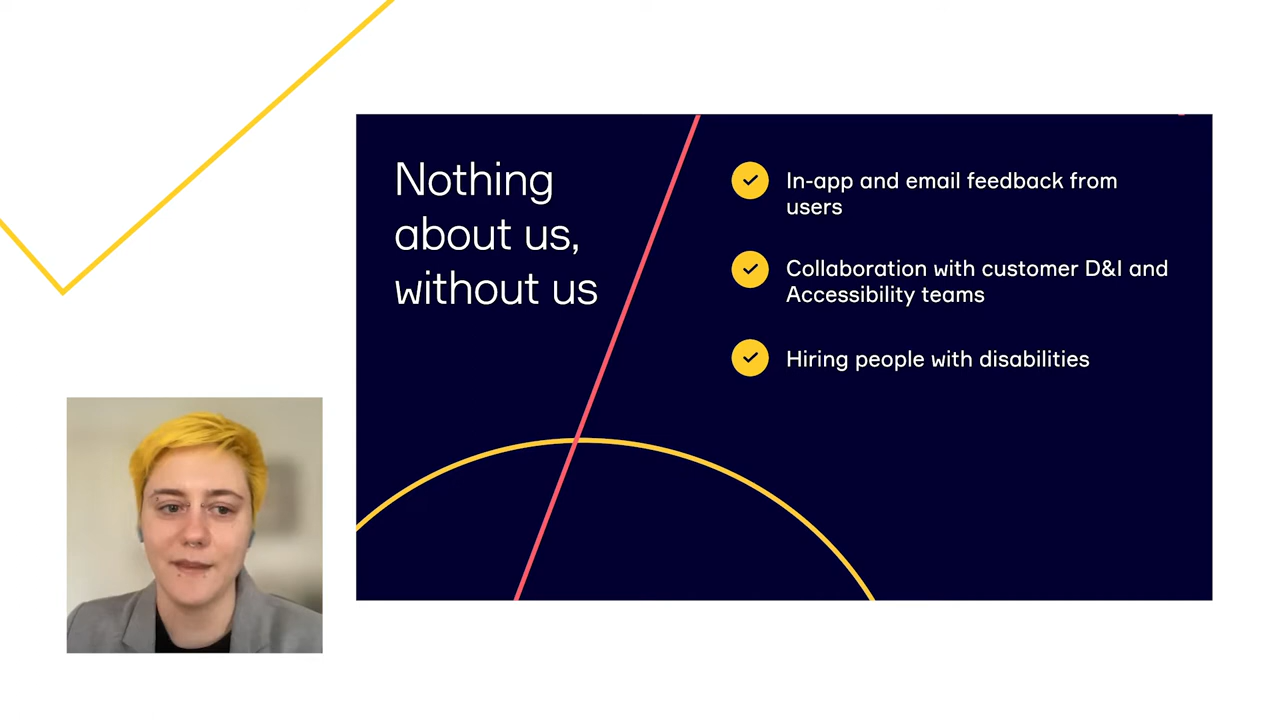 Nothing
about us,
without us
In-app and email feedback from
users
Collaboration with customer D&I and
Accessibility teams
Hiring people with disabilities